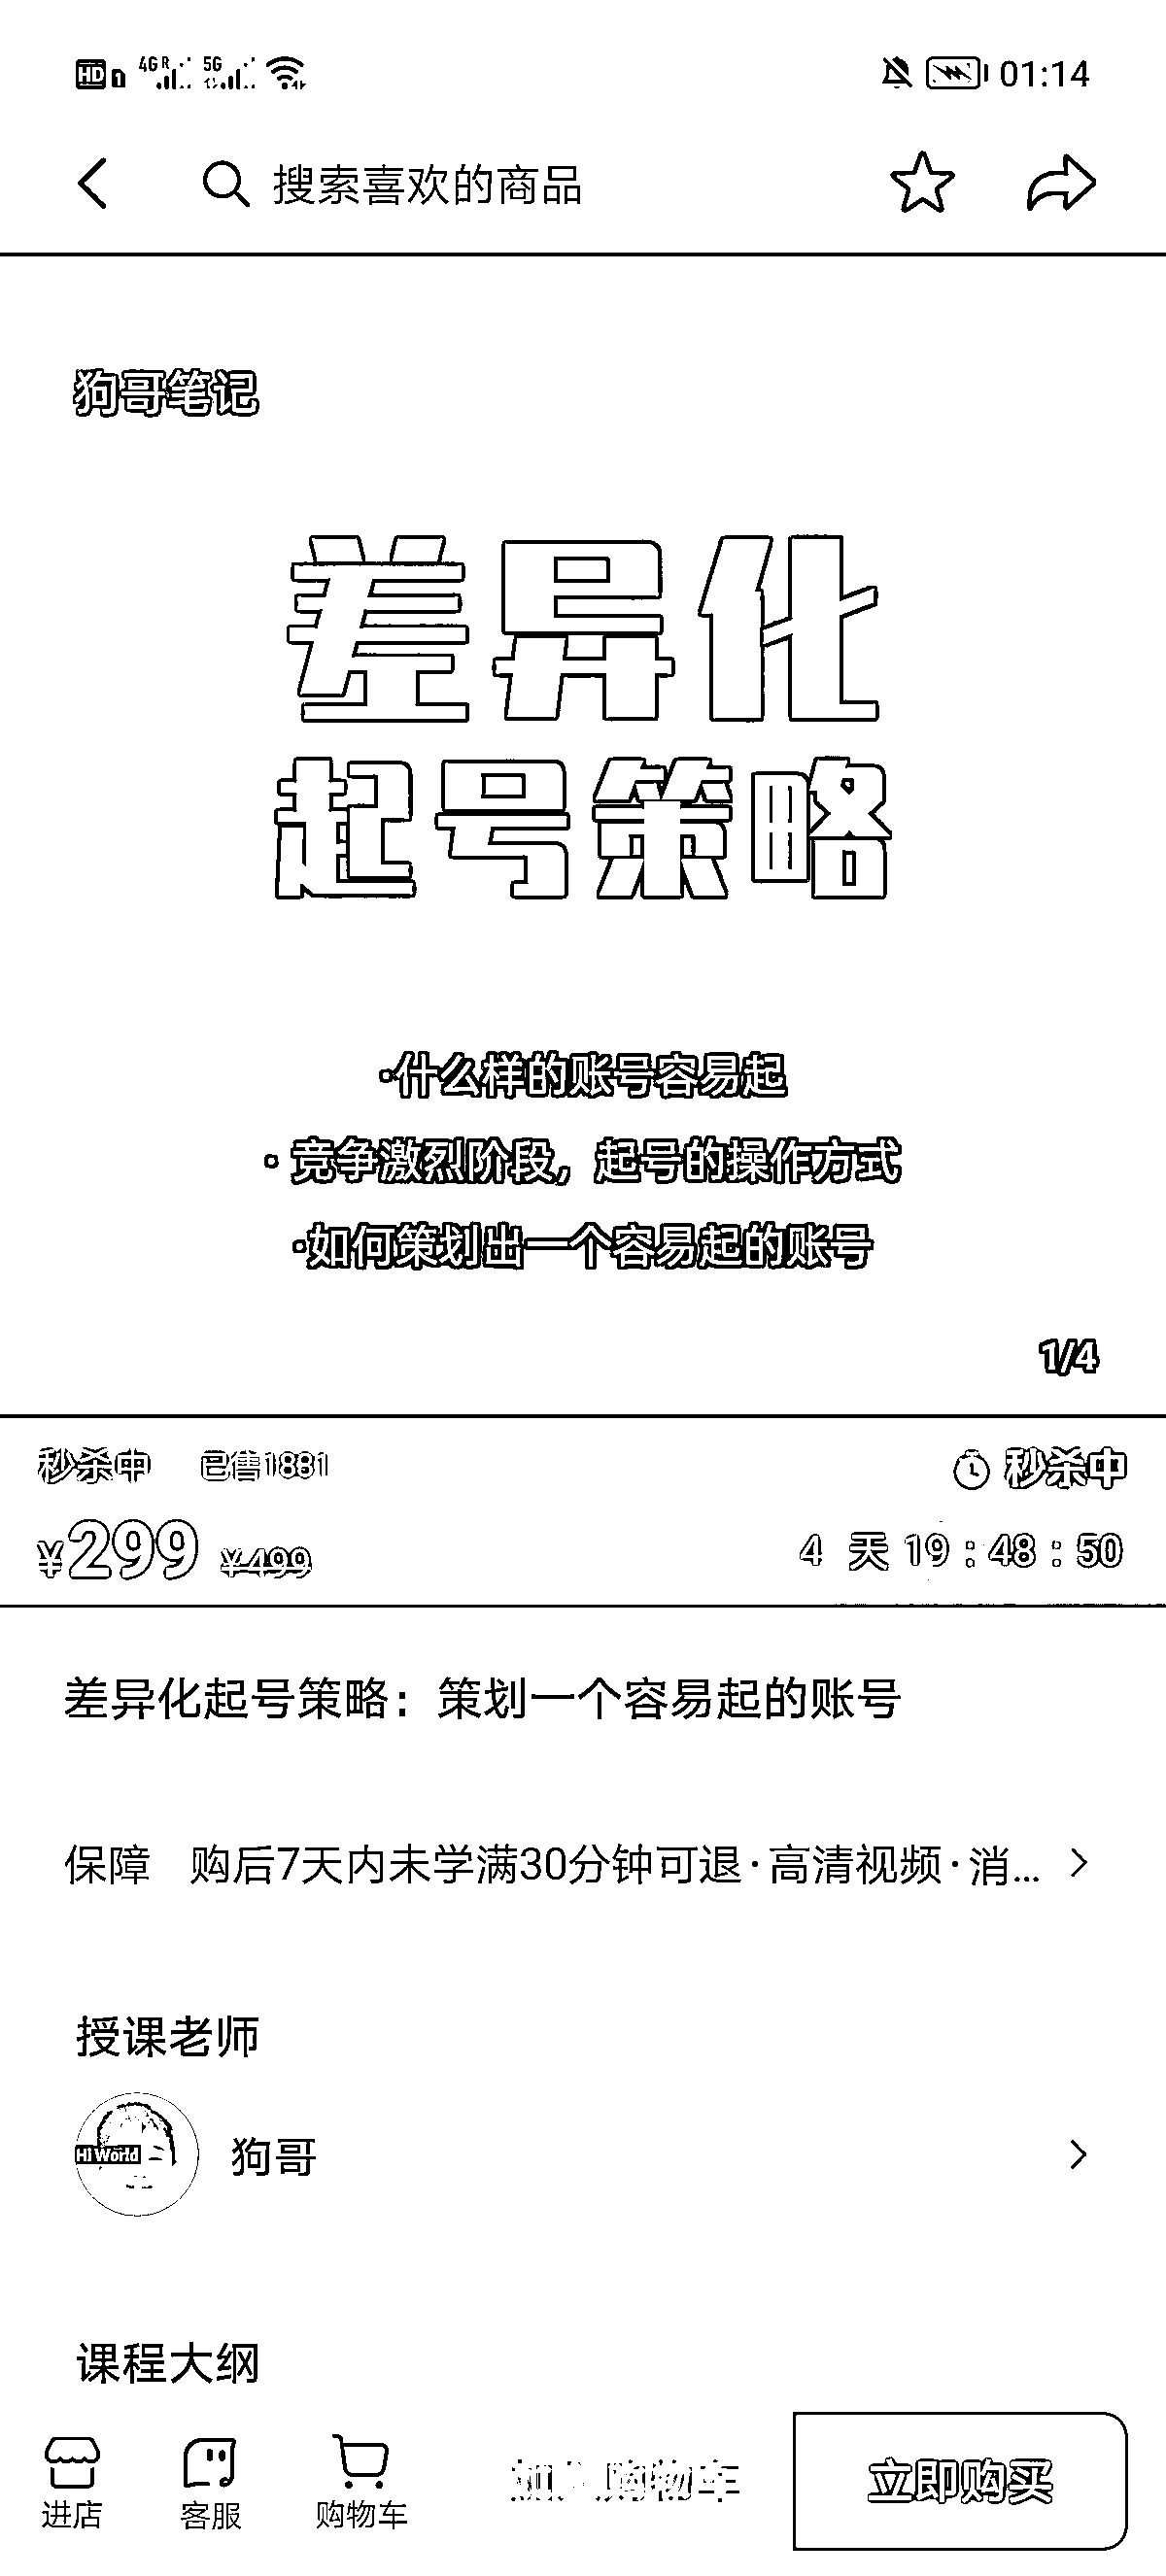 HD 1 4G R 5G 01:14
搜索喜欢的商品
狗哥笔记
差异化
起号策略
·什么样的账号容易起
· 竞争激烈阶段，起号的操作方式
·如何策划出一个容易起的账号
1/4
秒杀中 已售1881 秒杀中
¥299 ¥499 4 天 19 : 48 : 50
差异化起号策略：策划一个容易起的账号
保障 购后7天内未学满30分钟可退·高清视频·消...
授课老师
Hi World 狗哥
课程大纲
加入购物车 立即购买
进店 客服 购物车